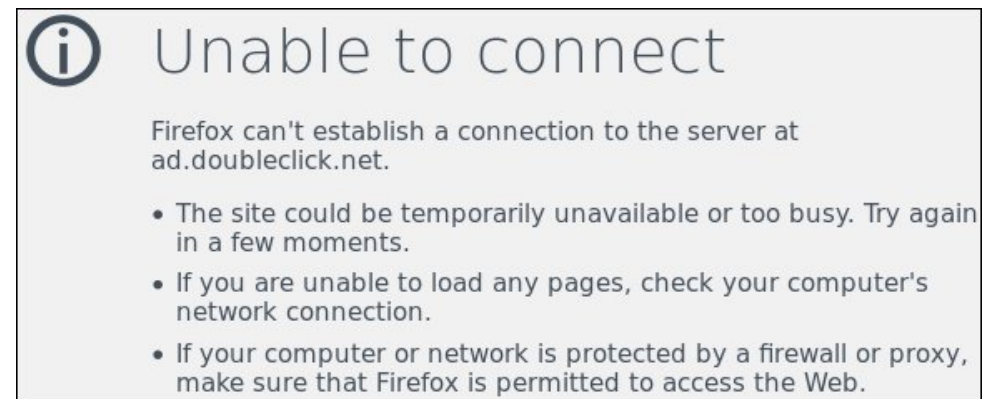 Unable to connect
Firefox can't establish a connection to the server at
ad.doubleclick.net.
• The site could be temporarily unavailable or too busy. Try again
in a few moments.
• If you are unable to load any pages, check your computer's
network connection.
• If your computer or network is protected by a firewall or proxy,
make sure that Firefox is permitted to access the Web.